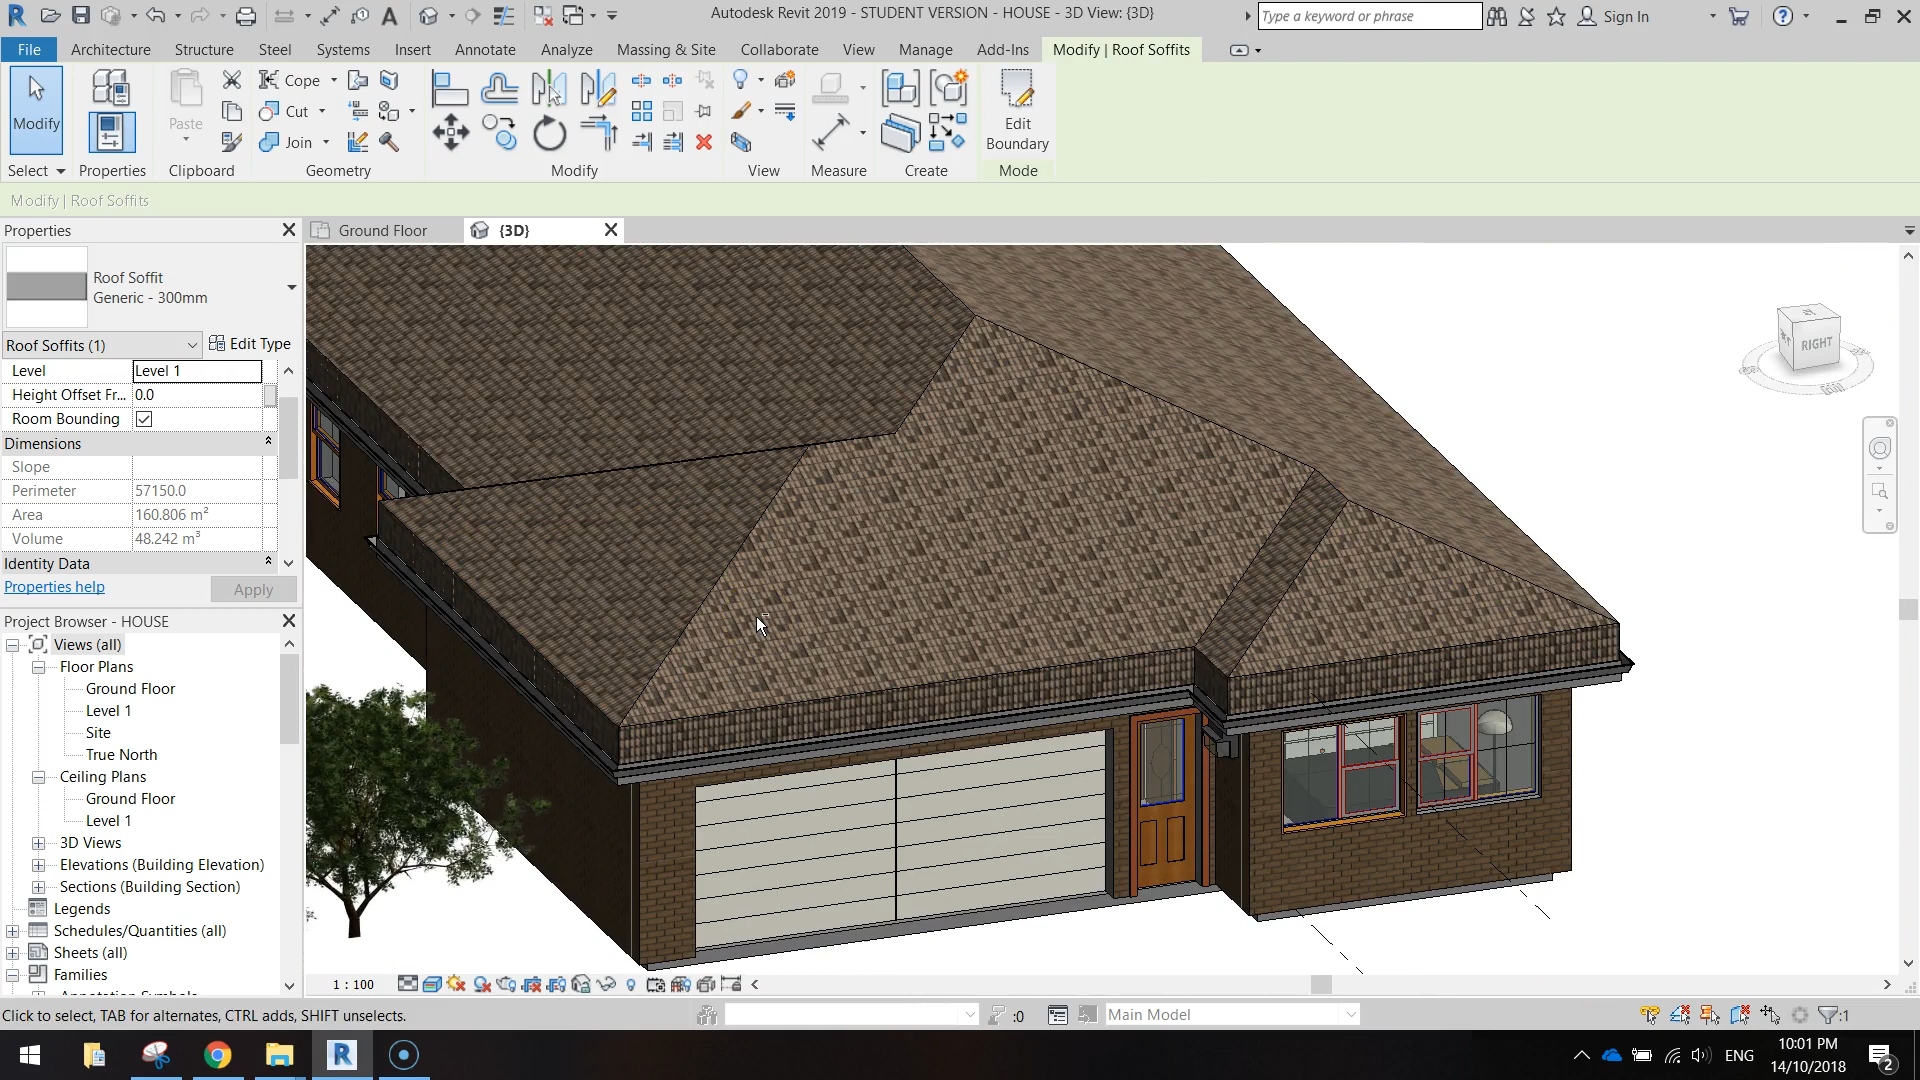 Autodesk Revit 2019 - STUDENT VERSION - HOUSE - 3D View: {3D}
Type a keyword or phrase
Sign In
File
Architecture
Structure
Steel
Systems
Insert
Annotate
Analyze
Massing & Site
Collaborate
View
Manage
Add-Ins
Modify | Roof Soffits
Modify
Paste
Cope
Cut
Join
Edit
Boundary
Select
Properties
Clipboard
Geometry
Modify
View
Measure
Create
Mode
Modify | Roof Soffits
Properties
Ground Floor
{3D}
Roof Soffit
Generic - 300mm
Roof Soffits (1)
Edit Type
Level
Level 1
Height Offset Fr...
0.0
Room Bounding
Dimensions
Slope
Perimeter
57150.0
Area
160.806 m²
Volume
48.242 m³
Identity Data
Properties help
Apply
RIGHT
Project Browser - HOUSE
Views (all)
Floor Plans
Ground Floor
Level 1
Site
True North
Ceiling Plans
Ground Floor
Level 1
3D Views
Elevations (Building Elevation)
Sections (Building Section)
Legends
Schedules/Quantities (all)
Sheets (all)
Families
1 : 100
Click to select, TAB for alternates, CTRL adds, SHIFT unselects.
:0
Main Model
:1
ENG
10:01 PM
14/10/2018
2